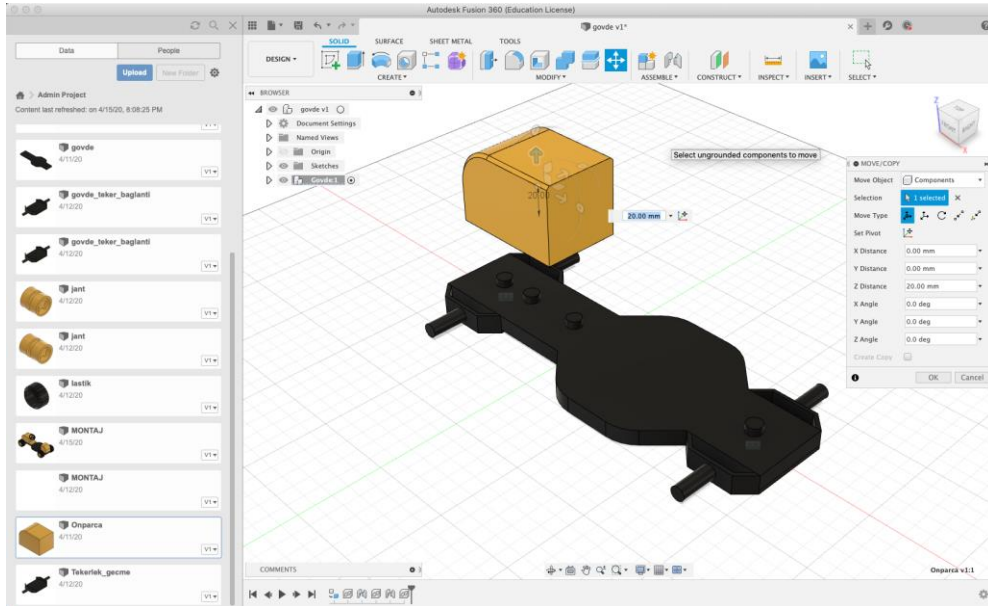 Autodesk Fusion 360 (Education License)
govde v1*
Data
People
Upload
New Folder
Admin Project
Content last refreshed: on 4/15/20, 8:08:25 PM
V1
govde
4/11/20
V1
govde_teker_baglanti
4/12/20
V1
govde_teker_baglanti
4/12/20
V1
jant
4/12/20
V1
jant
4/12/20
V1
lastik
4/12/20
V1
MONTAJ
4/15/20
V1
MONTAJ
4/12/20
V1
Onparca
4/11/20
V1
Tekerlek_gecme
4/12/20
V1
DESIGN
SOLID
SURFACE
SHEET METAL
TOOLS
CREATE
MODIFY
ASSEMBLE
CONSTRUCT
INSPECT
INSERT
SELECT
BROWSER
govde v1
Document Settings
Named Views
Origin
Sketches
Govde:1
Select ungrounded components to move
20.00
20.00 mm
Z
X
TOP
FRONT
RIGHT
MOVE/COPY
Move Object
Components
Selection
1 selected
Move Type
Set Pivot
X Distance
0.00 mm
Y Distance
0.00 mm
Z Distance
20.00 mm
X Angle
0.0 deg
Y Angle
0.0 deg
Z Angle
0.0 deg
Create Copy
OK
Cancel
COMMENTS
Onparca v1:1